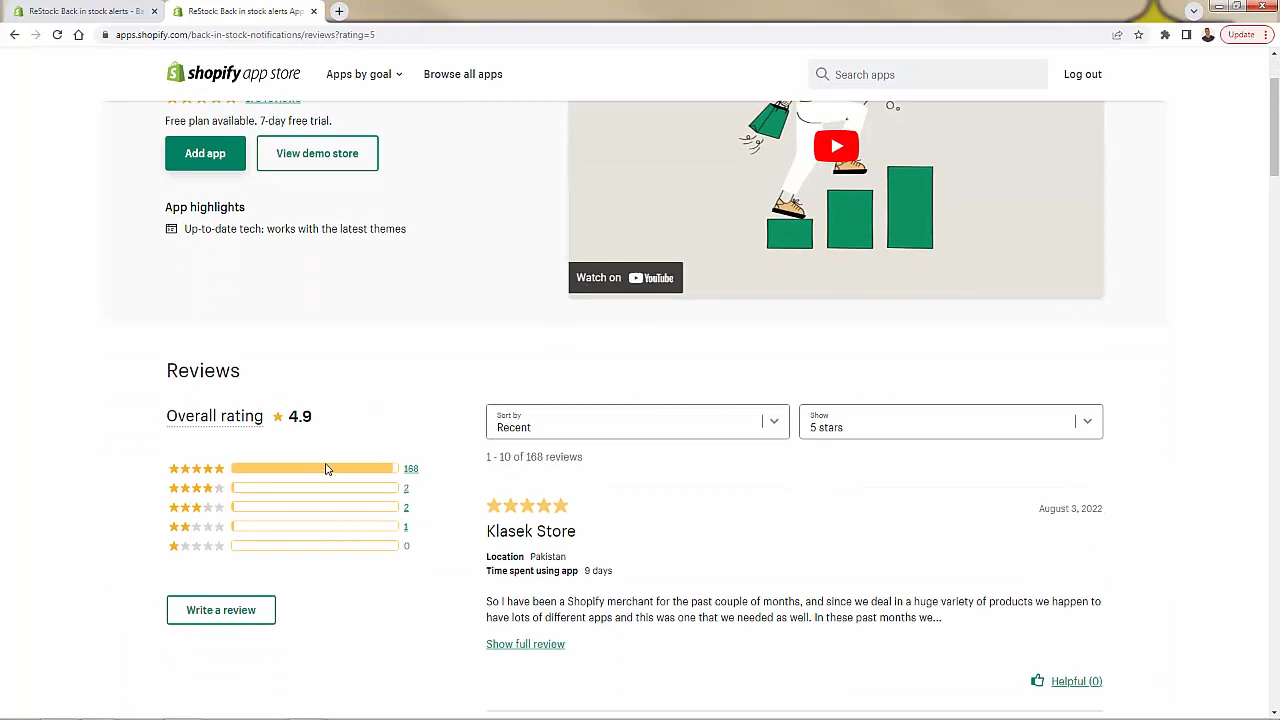 ReStock: Back in stock alerts - Ba
ReStock: Back in stock alerts App
apps.shopify.com/back-in-stock-notifications/reviews?rating=5
Update
shopify app store
Apps by goal
Browse all apps
Search apps
Log out
Free plan available. 7-day free trial.
Add app
View demo store
App highlights
Up-to-date tech: works with the latest themes
Watch on YouTube
Reviews
Overall rating 4.9
168
2
2
1
0
Write a review
Sort by
Recent
Show
5 stars
1 - 10 of 168 reviews
Klasek Store
August 3, 2022
Location Pakistan
Time spent using app 9 days
So I have been a Shopify merchant for the past couple of months, and since we deal in a huge variety of products we happen to
have lots of different apps and this was one that we needed as well. In these past months we...
Show full review
Helpful (0)